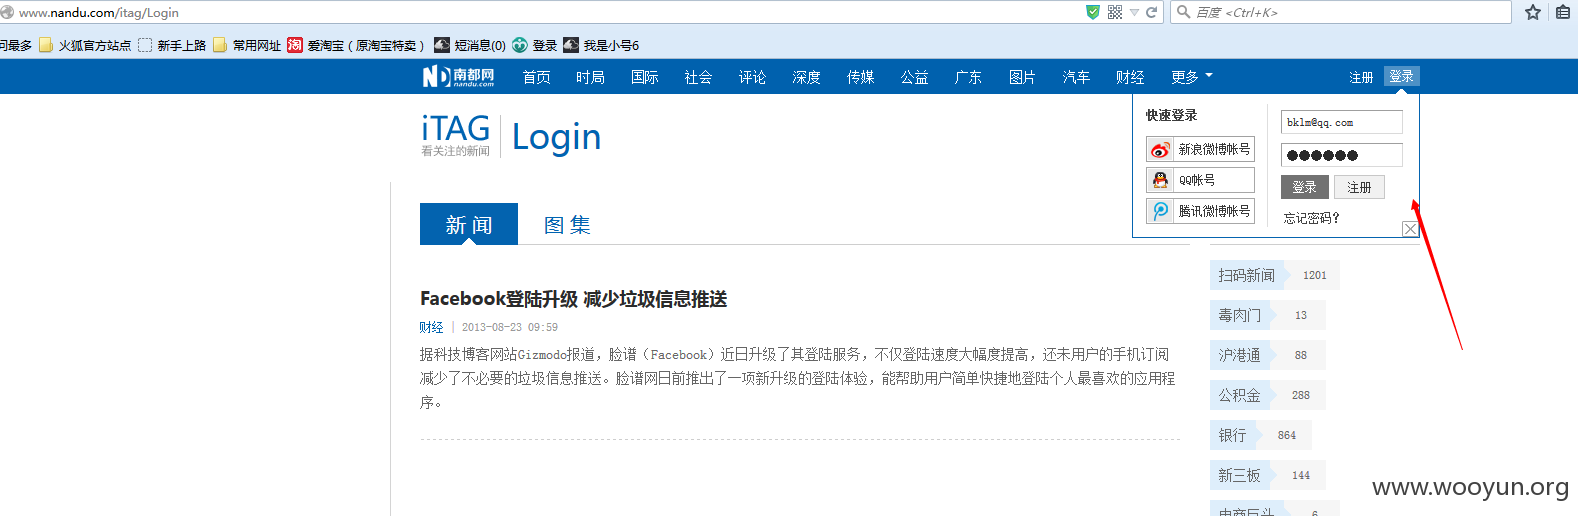 www.nandu.com/itag/Login
百度 <Ctrl+K>
问最多 火狐官方站点 新手上路 常用网址 淘 爱淘宝（原淘宝特卖） 短消息(0) 登录 我是小号6
ND 南都网 nandu.com 首页 时局 国际 社会 评论 深度 传媒 公益 广东 图片 汽车 财经 更多 注册 登录
iTAG
看关注的新闻
Login
快速登录
新浪微博帐号
QQ帐号
腾讯微博帐号
bklm@qq.com
●●●●●●
登录 注册
忘记密码?
新闻 图集
Facebook登陆升级 减少垃圾信息推送
财经 | 2013-08-23 09:59
据科技博客网站Gizmodo报道，脸谱（Facebook）近日升级了其登陆服务，不仅登陆速度大幅度提高，还未用户的手机订阅
减少了不必要的垃圾信息推送。脸谱网日前推出了一项新升级的登陆体验，能帮助用户简单快捷地登陆个人最喜欢的应用程
序。
扫码新闻 1201
毒肉门 13
沪港通 88
公积金 288
银行 864
新三板 144
电商巨头 6
www.wooyun.org